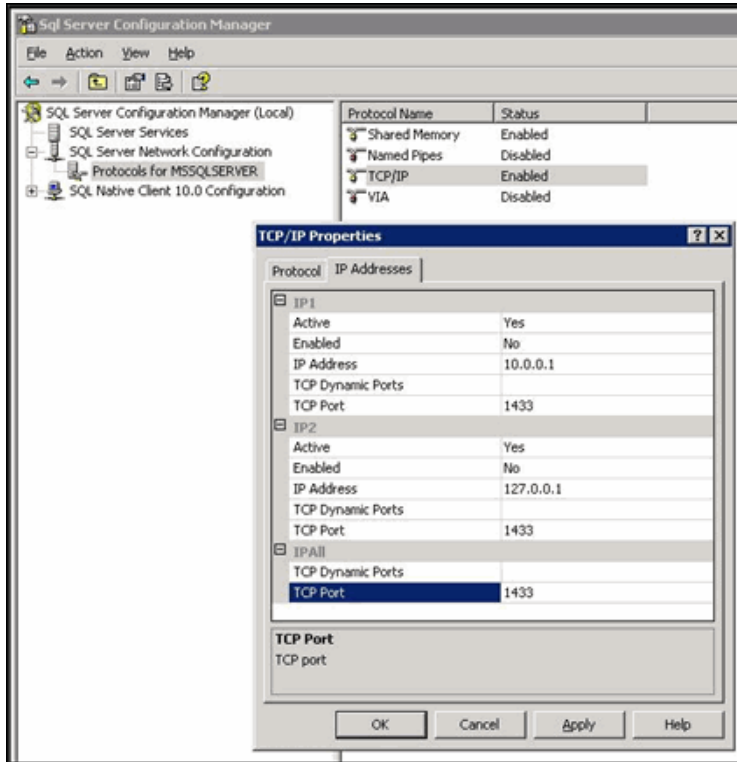 Sql Server Configuration Manager
File Action View Help
SQL Server Configuration Manager (Local)
SQL Server Services
SQL Server Network Configuration
Protocols for MSSQLSERVER
SQL Native Client 10.0 Configuration
Protocol Name Status
Shared Memory Enabled
Named Pipes Disabled
TCP/IP Enabled
VIA Disabled
TCP/IP Properties
Protocol IP Addresses
IP1
Active Yes
Enabled No
IP Address 10.0.0.1
TCP Dynamic Ports
TCP Port 1433
IP2
Active Yes
Enabled No
IP Address 127.0.0.1
TCP Dynamic Ports
TCP Port 1433
IPAll
TCP Dynamic Ports
TCP Port 1433
TCP Port
TCP port
OK Cancel Apply Help